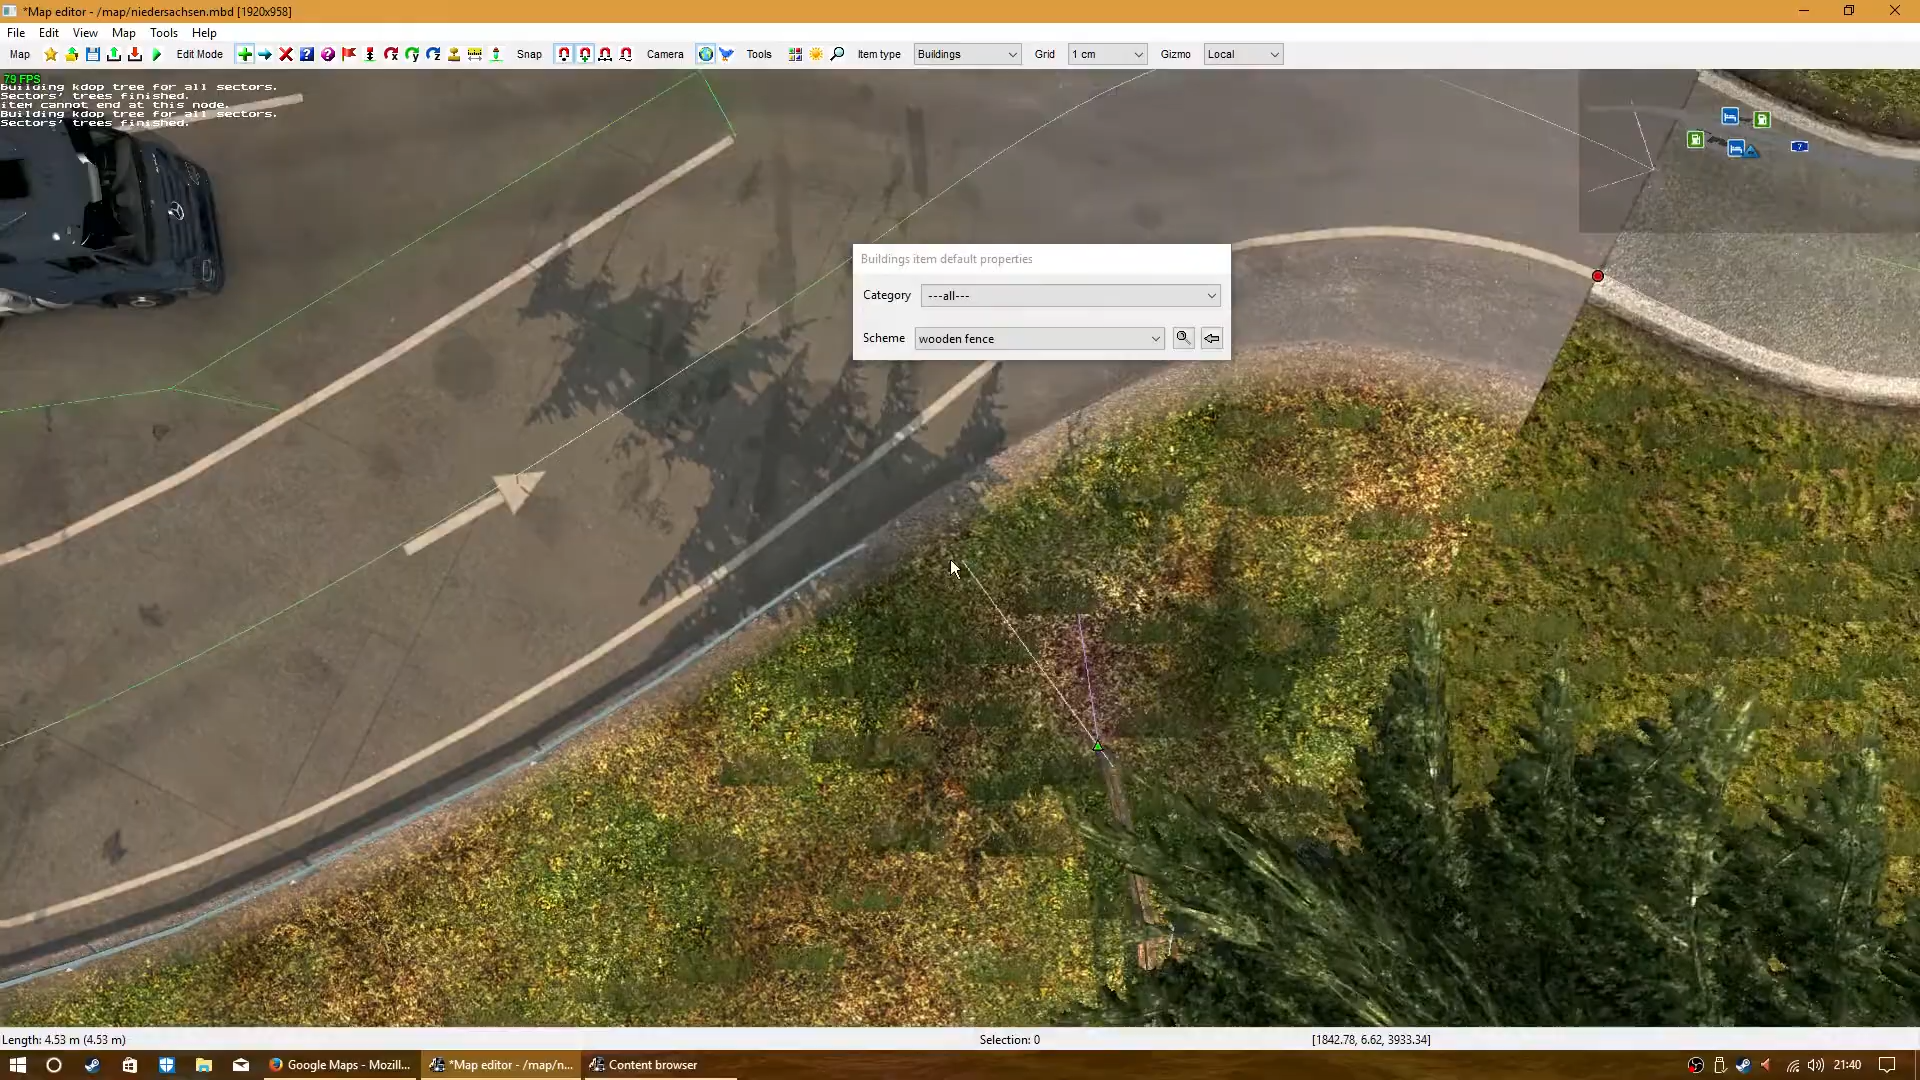 *Map editor - /map/niedersachsen.mbd [1920x958]
File Edit View Map Tools Help
Map Edit Mode Snap Camera Tools Item type Buildings Grid 1 cm Gizmo Local
79 FPS
Building kdop tree for all sectors.
Sectors' trees finished.
item cannot end at this node.
Building kdop tree for all sectors.
Sectors' trees finished.
7
Buildings item default properties
Category ---all---
Scheme wooden fence
Length: 4.53 m (4.53 m) Selection: 0 [1842.78, 6.62, 3933.34]
Google Maps - Mozill... *Map editor - /map/n... Content browser 21:40